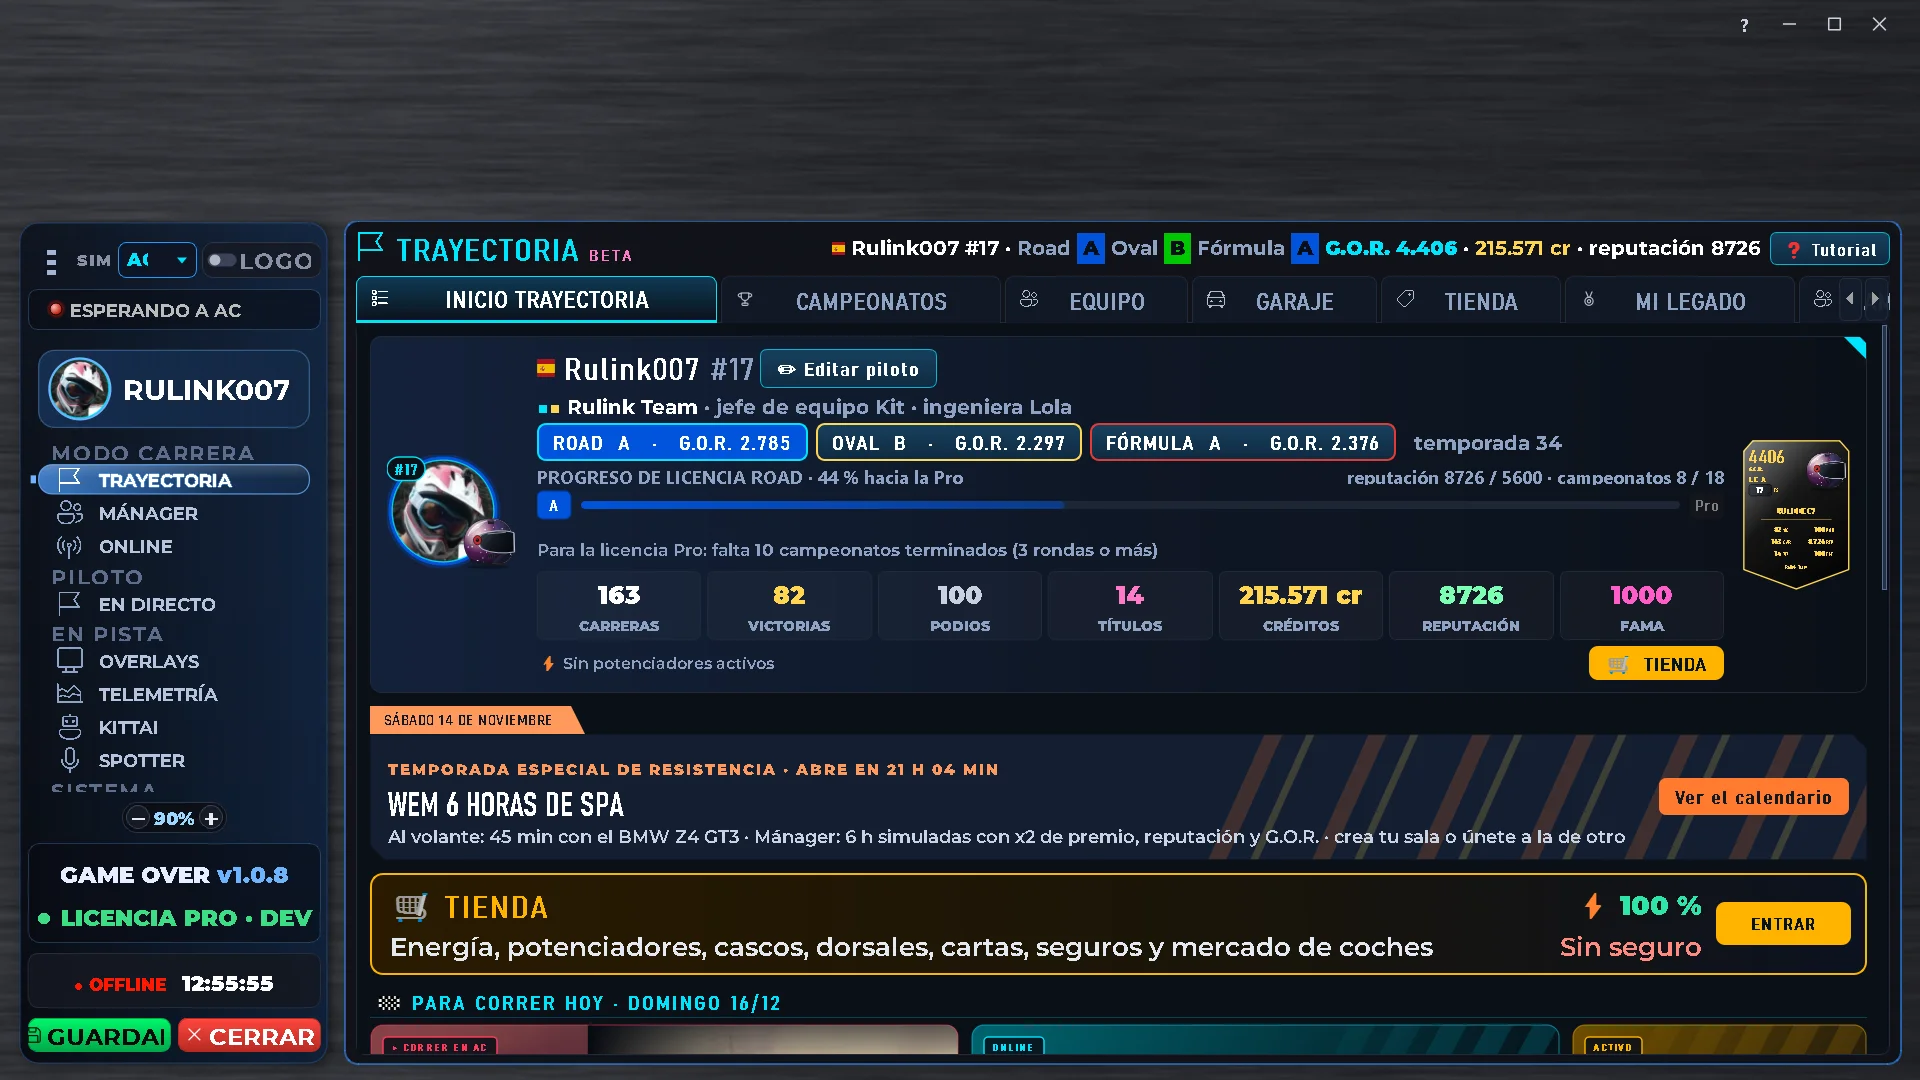 ?
SIM AC
LOGO
ESPERANDO A AC
RULINK007
MODO CARRERA
TRAYECTORIA
MÁNAGER
ONLINE
PILOTO
EN DIRECTO
EN PISTA
OVERLAYS
TELEMETRÍA
KITTAI
SPOTTER
SISTEMA
90%
GAME OVER v1.0.8
LICENCIA PRO · DEV
OFFLINE 12:55:55
GUARDAR
CERRAR
TRAYECTORIA BETA
Rulink007 #17 · Road A Oval B Fórmula A G.O.R. 4.406 · 215.571 cr · reputación 8726
? Tutorial
INICIO TRAYECTORIA
CAMPEONATOS
EQUIPO
GARAJE
TIENDA
MI LEGADO
Rulink007 #17
Editar piloto
Rulink Team · jefe de equipo Kit · ingeniera Lola
ROAD A · G.O.R. 2.785
OVAL B · G.O.R. 2.297
FÓRMULA A · G.O.R. 2.376
temporada 34
#17
PROGRESO DE LICENCIA ROAD · 44 % hacia la Pro
reputación 8726 / 5600 · campeonatos 8 / 18
A
Pro
Para la licencia Pro: falta 10 campeonatos terminados (3 rondas o más)
163
CARRERAS
82
VICTORIAS
100
PODIOS
14
TÍTULOS
215.571 cr
CRÉDITOS
8726
REPUTACIÓN
1000
FAMA
Sin potenciadores activos
TIENDA
4406
RULINK007
SÁBADO 14 DE NOVIEMBRE
TEMPORADA ESPECIAL DE RESISTENCIA · ABRE EN 21 H 04 MIN
WEM 6 HORAS DE SPA
Al volante: 45 min con el BMW Z4 GT3 · Mánager: 6 h simuladas con x2 de premio, reputación y G.O.R. · crea tu sala o únete a la de otro
Ver el calendario
TIENDA
Energía, potenciadores, cascos, dorsales, cartas, seguros y mercado de coches
100 %
Sin seguro
ENTRAR
PARA CORRER HOY · DOMINGO 16/12
CORRER EN AC
ONLINE
ACTIVO